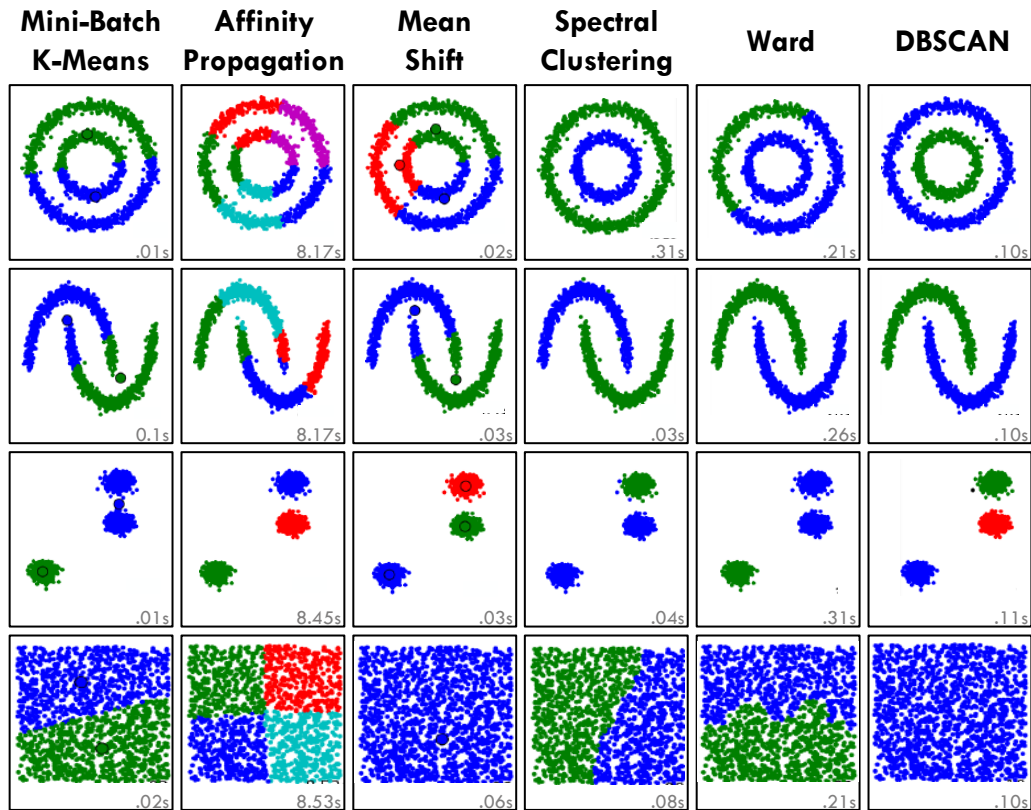 Mini-Batch K-Means
Affinity Propagation
Mean Shift
Spectral Clustering
Ward
DBSCAN
.01s
8.17s
.02s
.31s
.21s
.10s
0.1s
8.17s
.03s
.03s
.26s
.10s
.01s
8.45s
.03s
.04s
.31s
.11s
.02s
8.53s
.06s
.08s
.21s
.10s